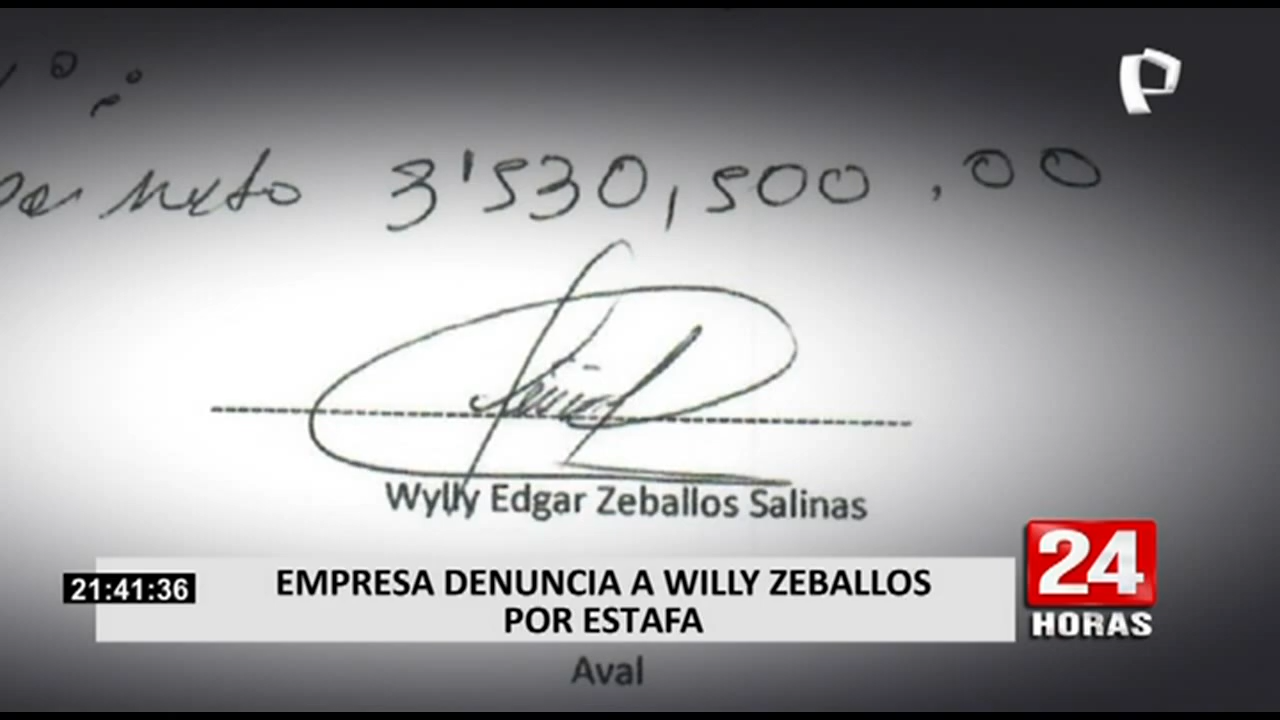 neto 3'530,500.00
Wylly Edgar Zeballos Salinas
21:41:36
EMPRESA DENUNCIA A WILLY ZEBALLOS
POR ESTAFA
24
HORAS
Aval